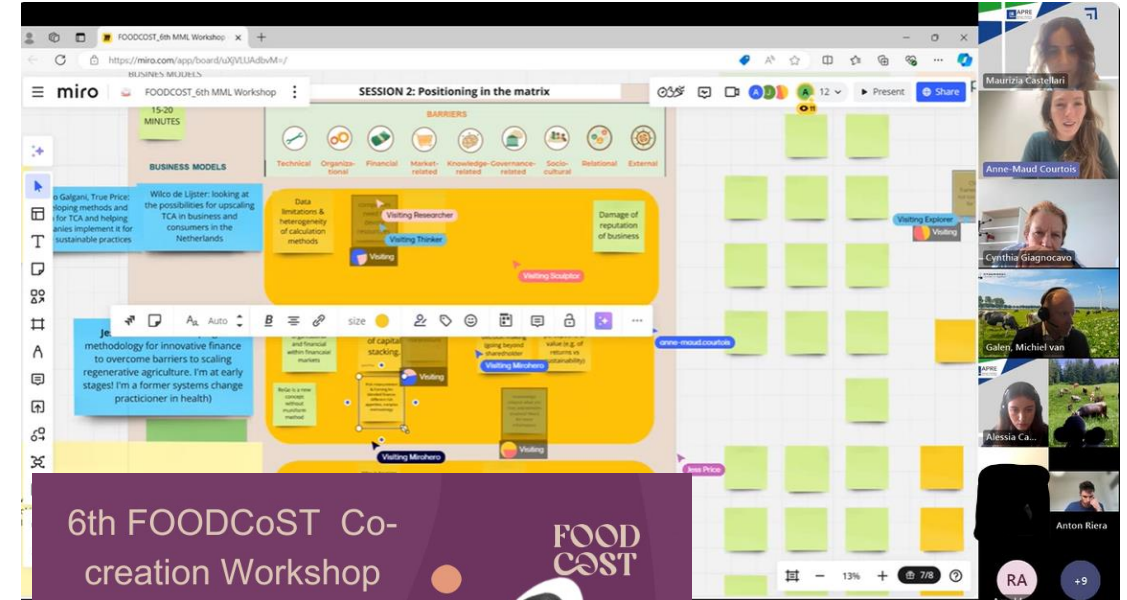 FOODCOST_6th MML Workshop
https://miro.com/app/board/uXjVLUAdbvM=/
BUSINES MODELS
miro
FOODCOST_6th MML Workshop
SESSION 2: Positioning in the matrix
12
Present
Share
15-20
MINUTES
BUSINESS MODELS
BARRIERS
Technical
Organiza-
tional
Financial
Market-
related
Knowledge-
related
Governance-
related
Socio-
cultural
Relational
External
o Galgani, True Price:
loping methods and
for TCA and helping
anies implement it for
sustainable practices
Wilco de Lijster: looking at
the possibilities for upscaling
TCA in business and
consumers in the
Netherlands
Data
limitations &
heterogeneity
of calculation
methods
Visiting Researcher
Visiting Thinker
Visiting
Visiting Sculptor
Damage of
reputation
of business
Visiting Explorer
Visiting
Auto
B
size
Je
methodology for innovative finance
to overcome barriers to scaling
regenerative agriculture. I'm at early
stages! I'm a former systems change
practicioner in health)
and financial
within financial
markets
of capital
stacking.
Visiting
going beyond
shareholder
Visiting Mirohero
value (e.g. of
returns vs
anne-maud.courtois
ReGe is a new
concept
without
muniform
method
Visiting Mirohero
Visiting
Jess Price
13%
7/8
6th FOODCoST Co-
creation Workshop
FOOD
COST
APRE
Maurizia Castellari
Anne-Maud Courtois
Cynthia Giagnocavo
Galen, Michiel van
APRE
Alessia Ca...
Anton Riera
RA
+9